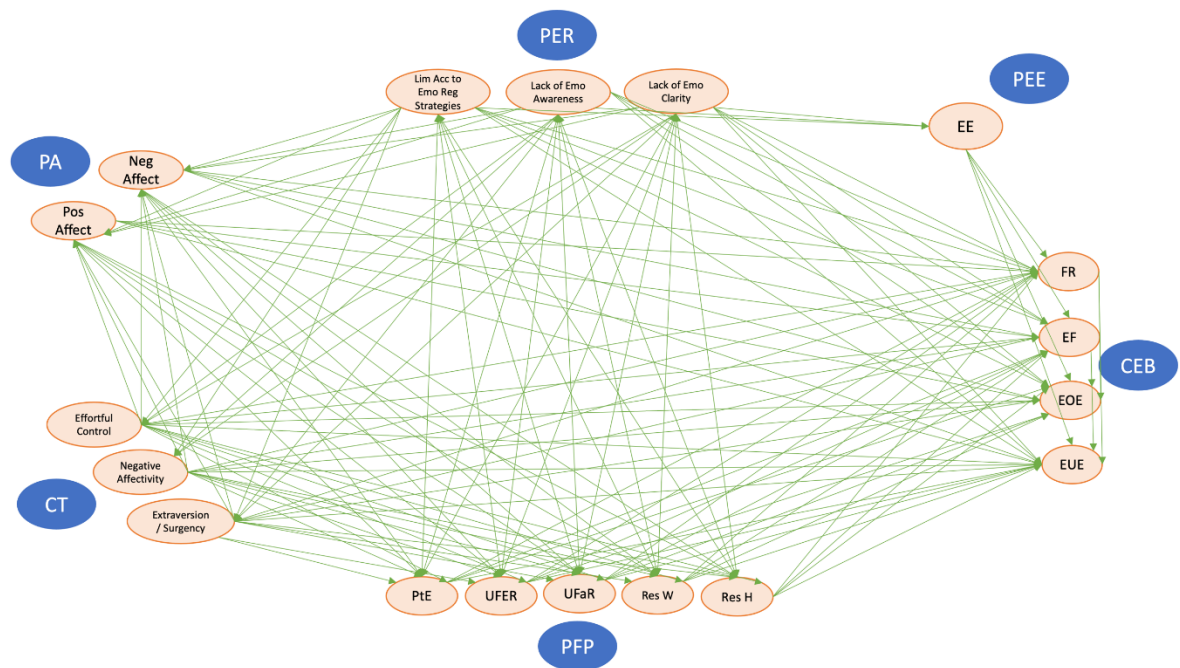 PER
Lim Acc to
Emo Reg
Strategies
Lack of Emo
Awareness
Lack of Emo
Clarity
PEE
EE
PA
Neg
Affect
Pos
Affect
FR
EF
CEB
EOE
EUE
Effortful
Control
Negative
Affectivity
CT
Extraversion
/ Surgency
PtE
UFER
UFaR
Res W
Res H
PFP